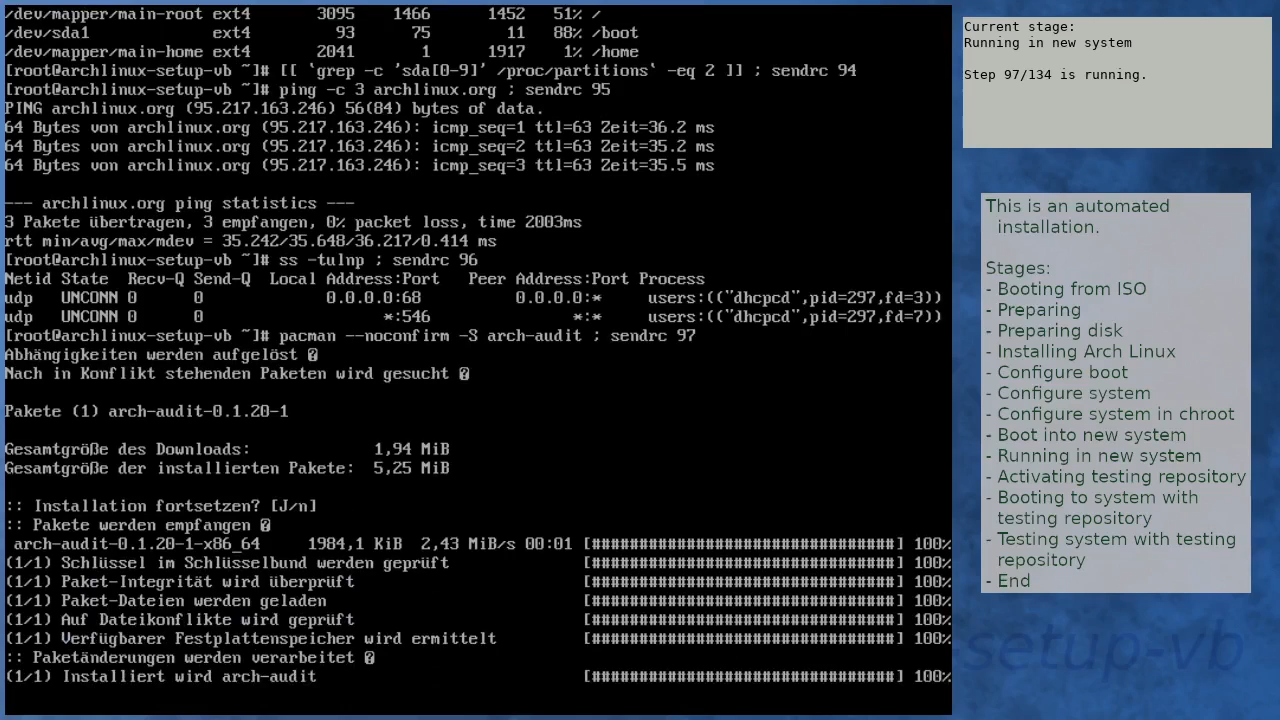 /dev/mapper/main-root ext4       3095    1466      1452   51% /
/dev/sda1             ext4         93      75        11   88% /boot
/dev/mapper/main-home ext4       2041       1      1917    1% /home
[root@archlinux-setup-vb ~]# [[ `grep -c 'sda[0-9]' /proc/partitions` -eq 2 ]] ; sendrc 94
[root@archlinux-setup-vb ~]# ping -c 3 archlinux.org ; sendrc 95
PING archlinux.org (95.217.163.246) 56(84) bytes of data.
64 Bytes von archlinux.org (95.217.163.246): icmp_seq=1 ttl=63 Zeit=36.2 ms
64 Bytes von archlinux.org (95.217.163.246): icmp_seq=2 ttl=63 Zeit=35.2 ms
64 Bytes von archlinux.org (95.217.163.246): icmp_seq=3 ttl=63 Zeit=35.5 ms
--- archlinux.org ping statistics ---
3 Pakete übertragen, 3 empfangen, 0% packet loss, time 2003ms
rtt min/avg/max/mdev = 35.242/35.648/36.217/0.414 ms
[root@archlinux-setup-vb ~]# ss -tulnp ; sendrc 96
Netid State  Recv-Q Send-Q  Local Address:Port   Peer Address:Port Process
udp   UNCONN 0      0             0.0.0.0:68          0.0.0.0:*     users:(("dhcpcd",pid=297,fd=3))
udp   UNCONN 0      0                  *:546               *:*     users:(("dhcpcd",pid=297,fd=7))
[root@archlinux-setup-vb ~]# pacman --noconfirm -S arch-audit ; sendrc 97
Abhängigkeiten werden aufgelöst �
Nach in Konflikt stehenden Paketen wird gesucht �
Pakete (1) arch-audit-0.1.20-1
Gesamtgröße des Downloads:             1,94 MiB
Gesamtgröße der installierten Pakete:  5,25 MiB
:: Installation fortsetzen? [J/n]
:: Pakete werden empfangen �
arch-audit-0.1.20-1-x86_64     1984,1 KiB  2,43 MiB/s 00:01 [################################] 100%
(1/1) Schlüssel im Schlüsselbund werden geprüft              [################################] 100%
(1/1) Paket-Integrität wird überprüft                        [################################] 100%
(1/1) Paket-Dateien werden geladen                           [################################] 100%
(1/1) Auf Dateikonflikte wird geprüft                        [################################] 100%
(1/1) Verfügbarer Festplattenspeicher wird ermittelt         [################################] 100%
:: Paketänderungen werden verarbeitet �
(1/1) Installiert wird arch-audit                            [################################] 100%
Current stage:
Running in new system
Step 97/134 is running.
This is an automated
installation.
Stages:
- Booting from ISO
- Preparing
- Preparing disk
- Installing Arch Linux
- Configure boot
- Configure system
- Configure system in chroot
- Boot into new system
- Running in new system
- Activating testing repository
- Booting to system with
testing repository
- Testing system with testing
repository
- End
setup-vb